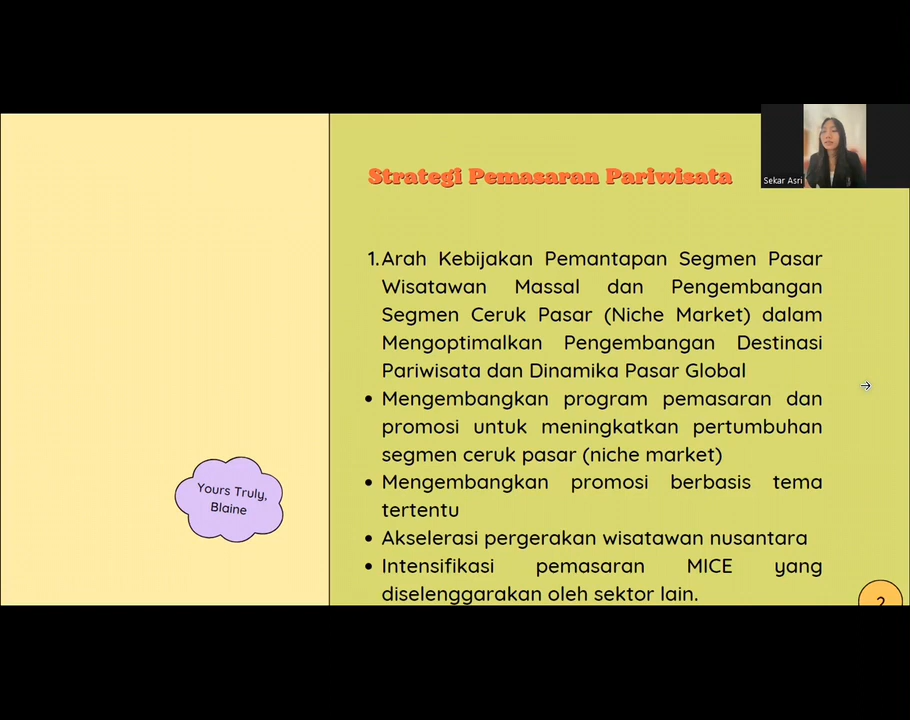 Strategi Pemasaran Pariwisata
Sekar Asri
1.Arah Kebijakan Pemantapan Segmen Pasar
Wisatawan Massal dan Pengembangan
Segmen Ceruk Pasar (Niche Market) dalam
Mengoptimalkan Pengembangan Destinasi
Pariwisata dan Dinamika Pasar Global
• Mengembangkan program pemasaran dan
promosi untuk meningkatkan pertumbuhan
segmen ceruk pasar (niche market)
• Mengembangkan promosi berbasis tema
tertentu
• Akselerasi pergerakan wisatawan nusantara
• Intensifikasi pemasaran MICE yang
diselenggarakan oleh sektor lain.
Yours Truly,
Blaine
2